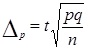 Δₚ = t√(pq/n)